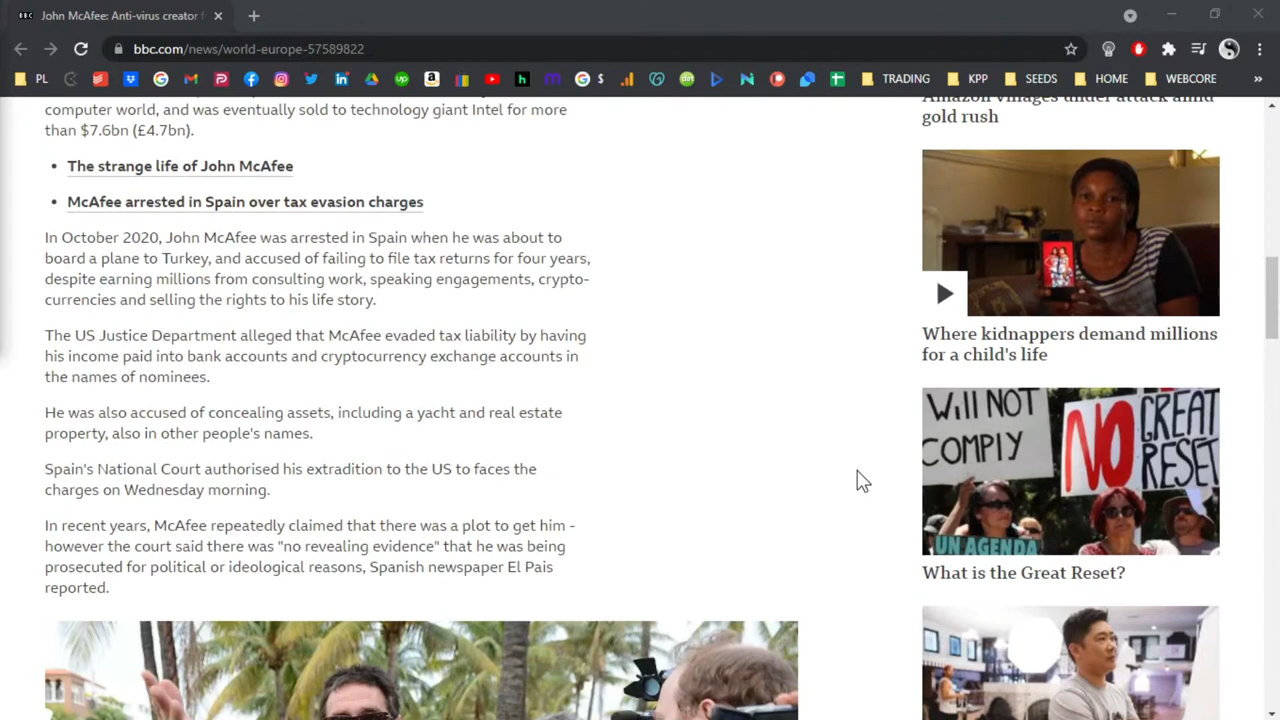 BBC John McAfee: Anti-virus creator f
bbc.com/news/world-europe-57589822
PL
$
TRADING
KPP
SEEDS
HOME
WEBCORE
computer world, and was eventually sold to technology giant Intel for more
than $7.6bn (£4.7bn).
• The strange life of John McAfee
• McAfee arrested in Spain over tax evasion charges
In October 2020, John McAfee was arrested in Spain when he was about to
board a plane to Turkey, and accused of failing to file tax returns for four years,
despite earning millions from consulting work, speaking engagements, crypto-
currencies and selling the rights to his life story.
The US Justice Department alleged that McAfee evaded tax liability by having
his income paid into bank accounts and cryptocurrency exchange accounts in
the names of nominees.
He was also accused of concealing assets, including a yacht and real estate
property, also in other people's names.
Spain's National Court authorised his extradition to the US to faces the
charges on Wednesday morning.
In recent years, McAfee repeatedly claimed that there was a plot to get him -
however the court said there was "no revealing evidence" that he was being
prosecuted for political or ideological reasons, Spanish newspaper El Pais
reported.
Amazon villages under attack amid
gold rush
Where kidnappers demand millions
for a child's life
WILL NOT
COMPLY
NO GREAT
RESET
UN AGENDA
What is the Great Reset?